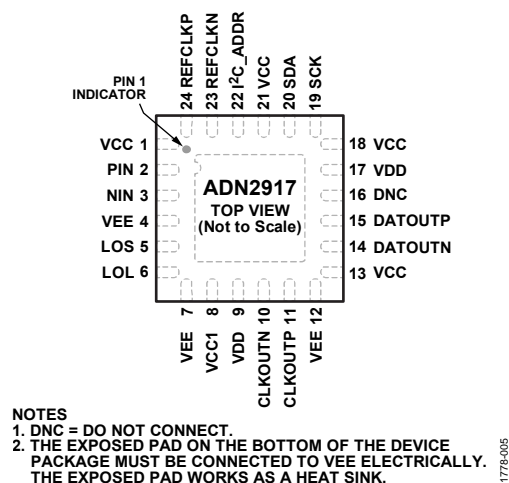 24 REFCLKP
23 REFCLKN
22 I²C_ADDR
21 VCC
20 SDA
19 SCK
PIN 1
INDICATOR
VCC 1
PIN 2
NIN 3
VEE 4
LOS 5
LOL 6
ADN2917
TOP VIEW
(Not to Scale)
18 VCC
17 VDD
16 DNC
15 DATOUTP
14 DATOUTN
13 VCC
VEE 7
VCC1 8
VDD 9
CLKOUTN 10
CLKOUTP 11
VEE 12
NOTES
1. DNC = DO NOT CONNECT.
2. THE EXPOSED PAD ON THE BOTTOM OF THE DEVICE
PACKAGE MUST BE CONNECTED TO VEE ELECTRICALLY.
THE EXPOSED PAD WORKS AS A HEAT SINK.
1778-005